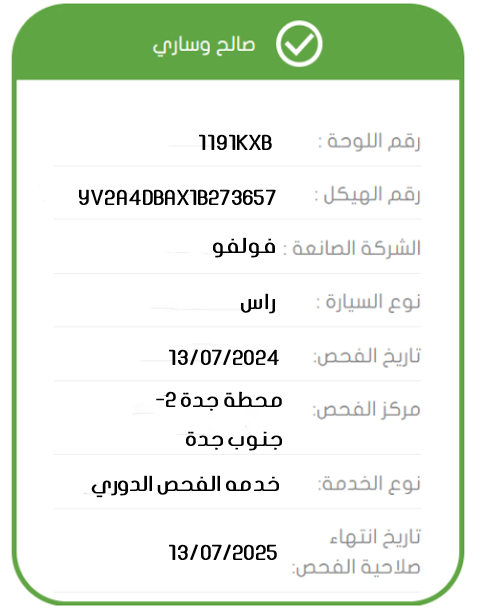 صالح وساري
رقم اللوحة : 1191KXB
رقم الهيكل : YV2A4DBAX1B273657
الشركة الصانعة : فولفو
نوع السيارة : راس
تاريخ الفحص: 13/07/2024
مركز الفحص: محطة جدة 2-
جنوب جدة
نوع الخدمة: خدمه الفحص الدوري
تاريخ انتهاء
صلاحية الفحص: 13/07/2025